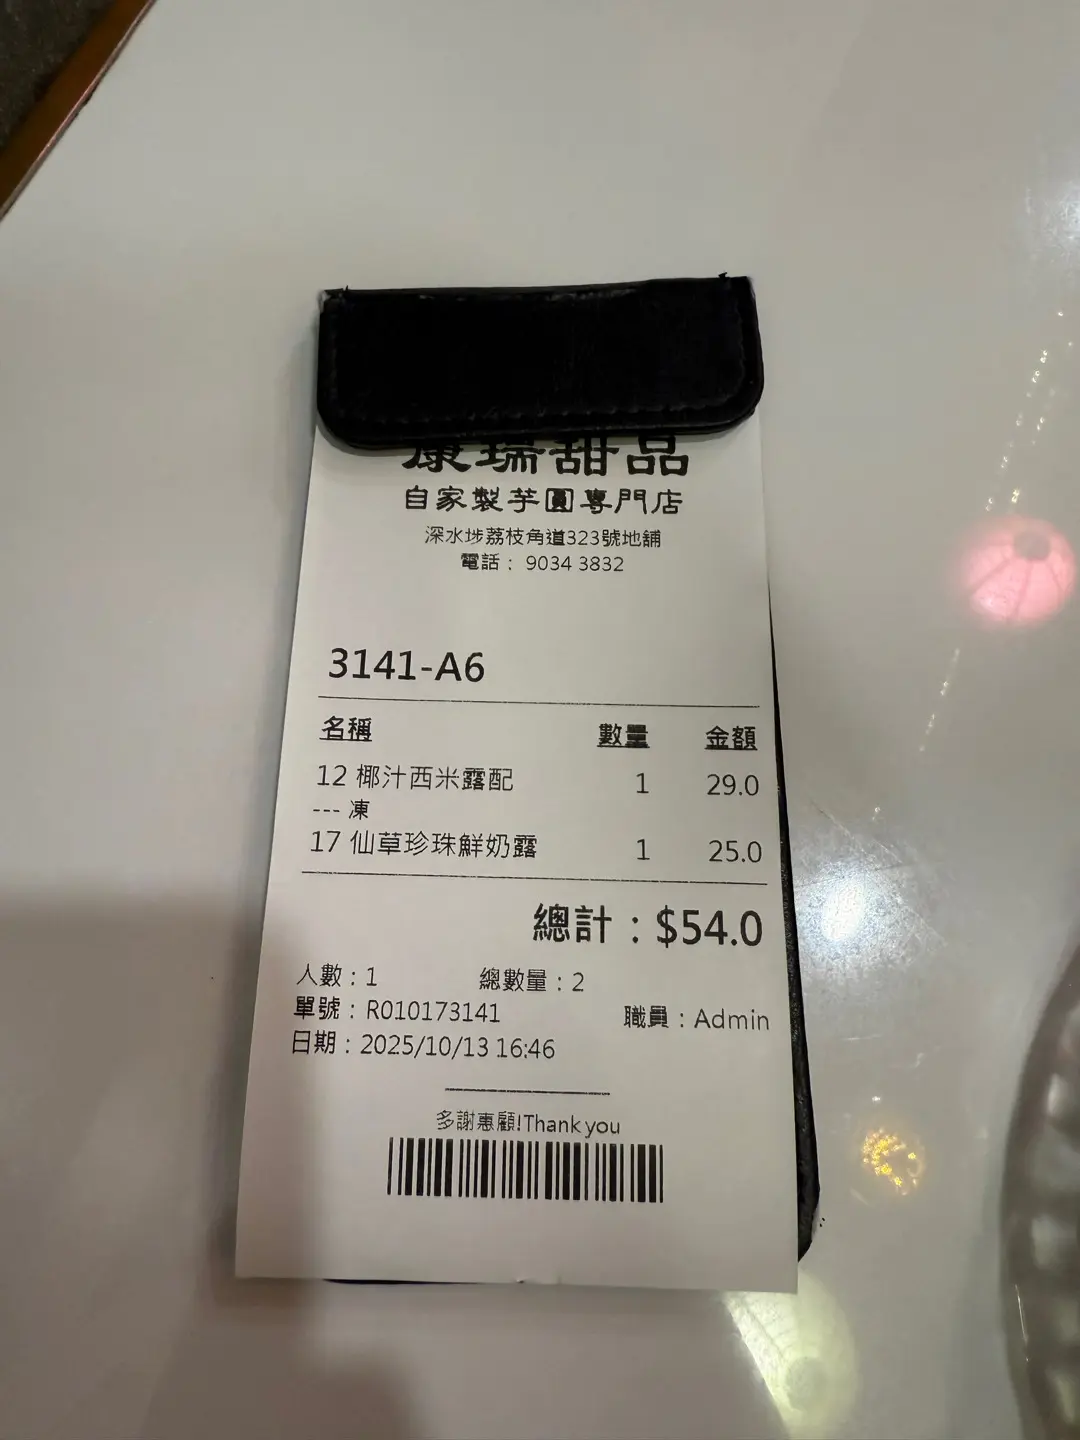 康瑞甜品
自家製芋圓專門店
深水埗荔枝角道323號地舖
電話： 9034 3832
3141-A6
名稱 數量 金額
12 椰汁西米露配 1 29.0
--- 凍
17 仙草珍珠鮮奶露 1 25.0
總計：$54.0
人數：1 總數量：2
單號：R010173141 職員：Admin
日期：2025/10/13 16:46
多謝惠顧!Thank you